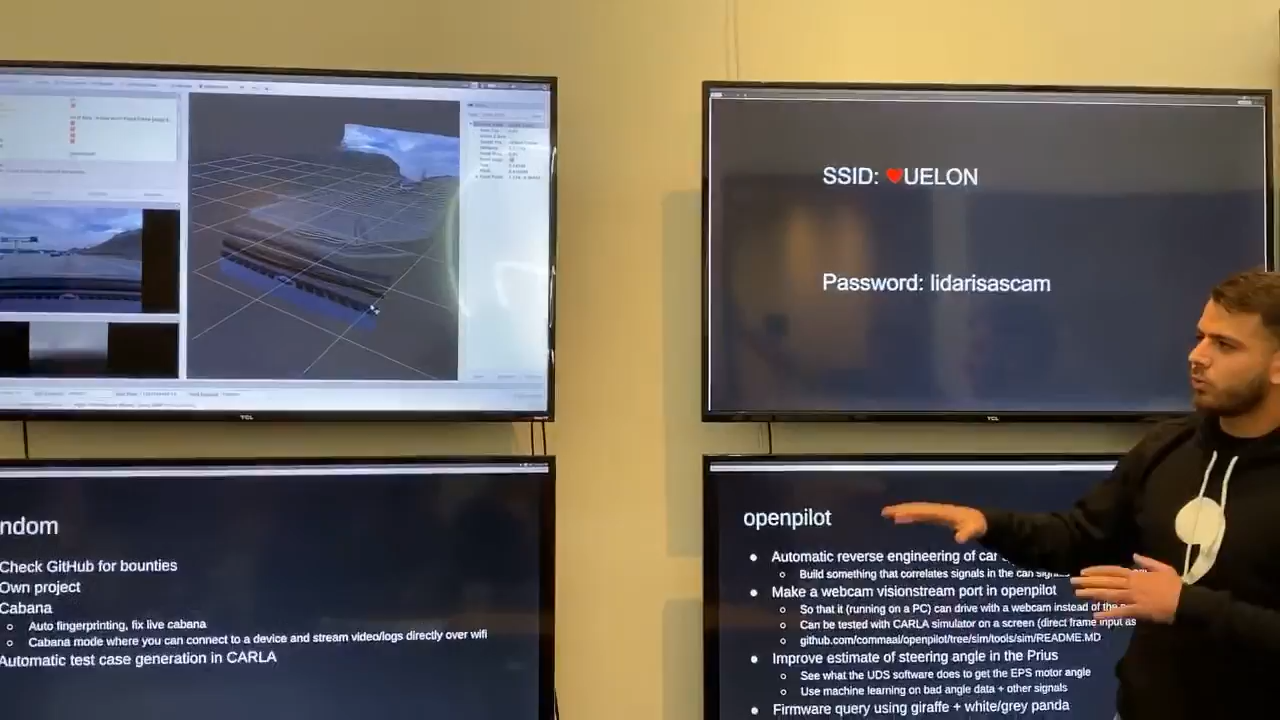 SSID: ❤UELON
Password: lidarisascam
TCL
TCL
ndom
Check GitHub for bounties
Own project
Cabana
Auto fingerprinting, fix live cabana
Cabana mode where you can connect to a device and stream video/logs directly over wifi
Automatic test case generation in CARLA
openpilot
Automatic reverse engineering of car
Build something that correlates signals in the can
Make a webcam visionstream port in openpilot
So that it (running on a PC) can drive with a webcam instead of the
Can be tested with CARLA simulator on a screen (direct frame input as
github.com/commaai/openpilot/tree/sim/tools/sim/README.MD
Improve estimate of steering angle in the Prius
See what the UDS software does to get the EPS motor angle
Use machine learning on bad angle data + other signals
Firmware query using giraffe + white/grey panda